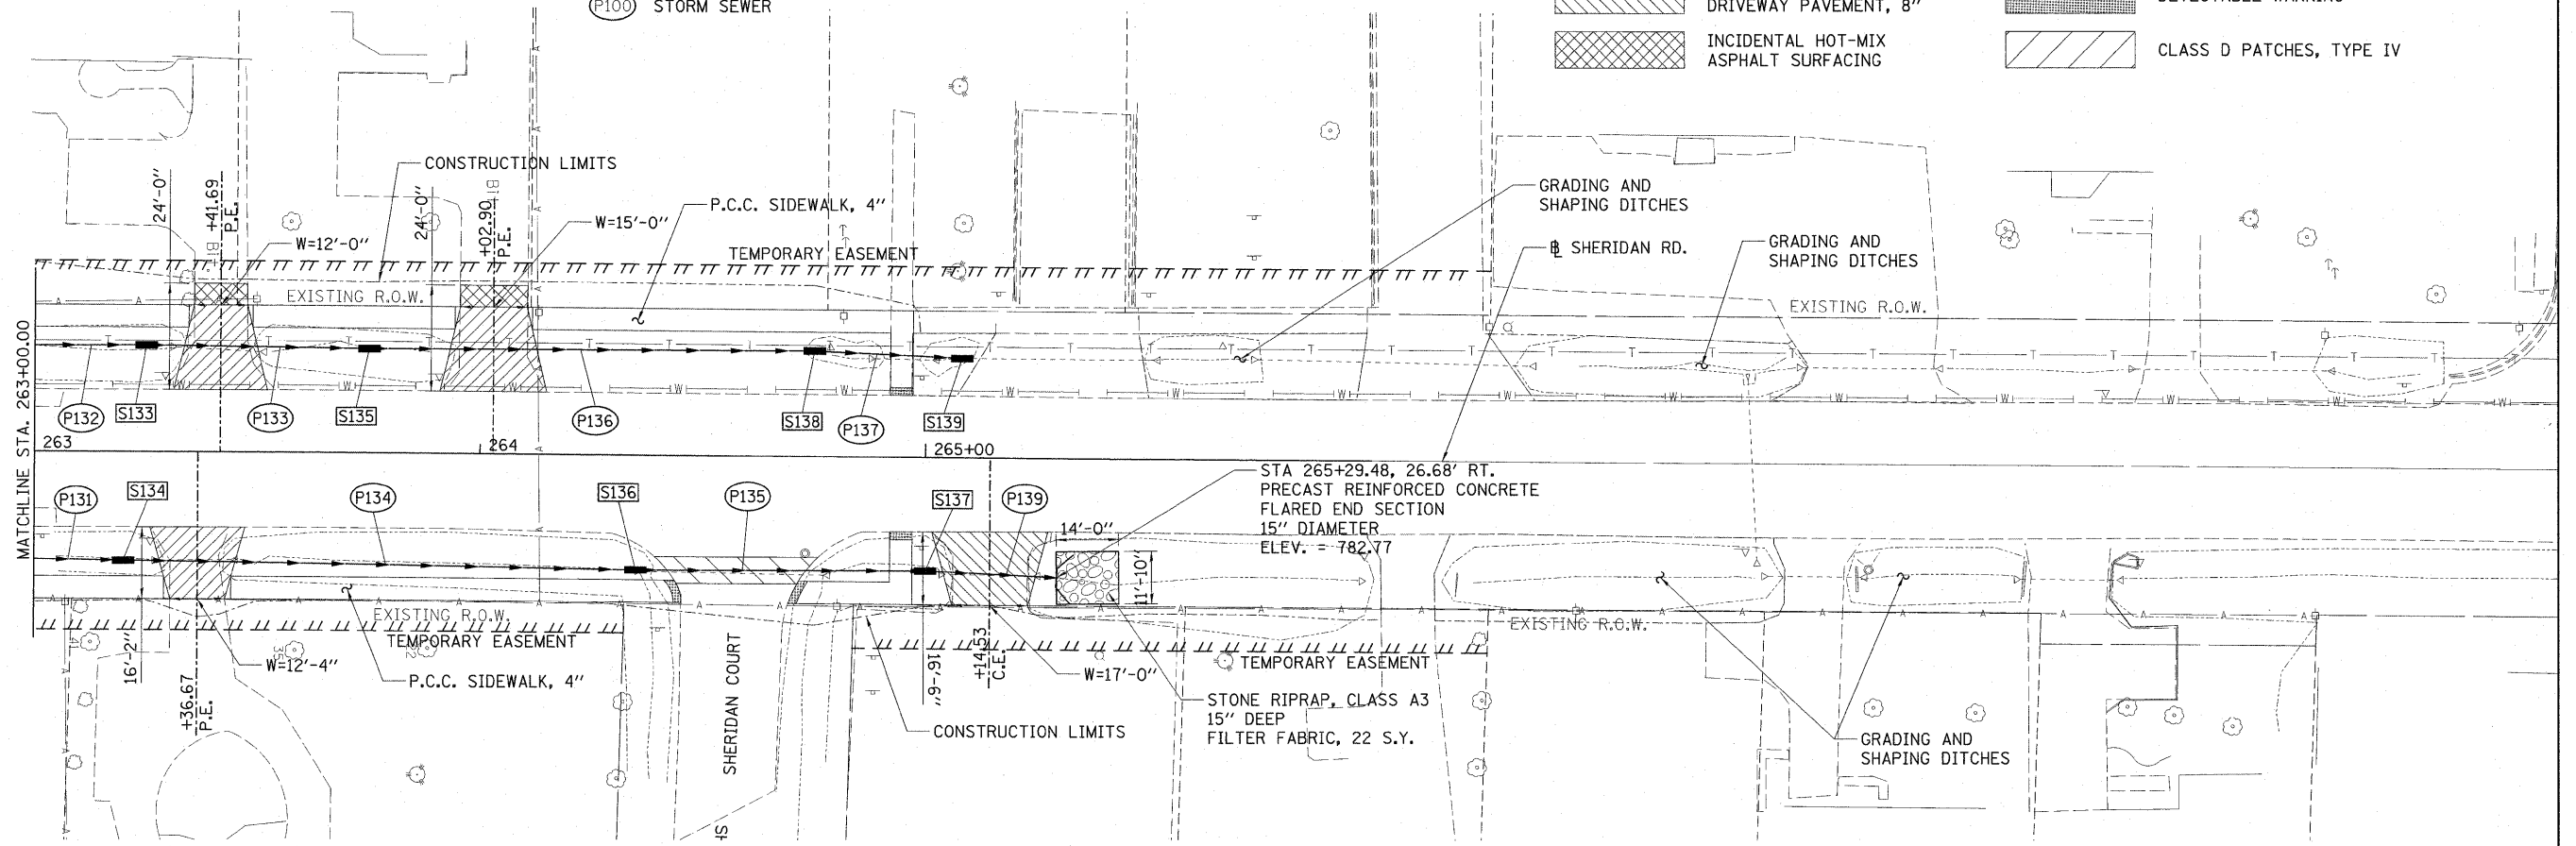 P100 STORM SEWER
DRIVEWAY PAVEMENT, 8"
INCIDENTAL HOT-MIX
ASPHALT SURFACING
CLASS D PATCHES, TYPE IV
CONSTRUCTION LIMITS
24'-0"
+41.69
P.E.
W=12'-0"
24'-0"
+02.90
P.E.
W=15'-0"
P.C.C. SIDEWALK, 4"
TEMPORARY EASEMENT
EXISTING R.O.W.
GRADING AND
SHAPING DITCHES
℄ SHERIDAN RD.
GRADING AND
SHAPING DITCHES
EXISTING R.O.W.
MATCHLINE STA. 263+00.00
P132
S133
P133
S135
P136
S138
P137
S139
263
264
265+00
P131
S134
P134
S136
P135
S137
P139
STA 265+29.48, 26.68' RT.
PRECAST REINFORCED CONCRETE
FLARED END SECTION
15" DIAMETER
ELEV. = 782.77
14'-0"
11'-10"
EXISTING R.O.W.
TEMPORARY EASEMENT
16'-2"
+36.67
P.E.
W=12'-4"
P.C.C. SIDEWALK, 4"
SHERIDAN COURT
16'-6"
+14.53
C.E.
W=17'-0"
TEMPORARY EASEMENT
EXISTING R.O.W.
CONSTRUCTION LIMITS
STONE RIPRAP, CLASS A3
15" DEEP
FILTER FABRIC, 22 S.Y.
GRADING AND
SHAPING DITCHES